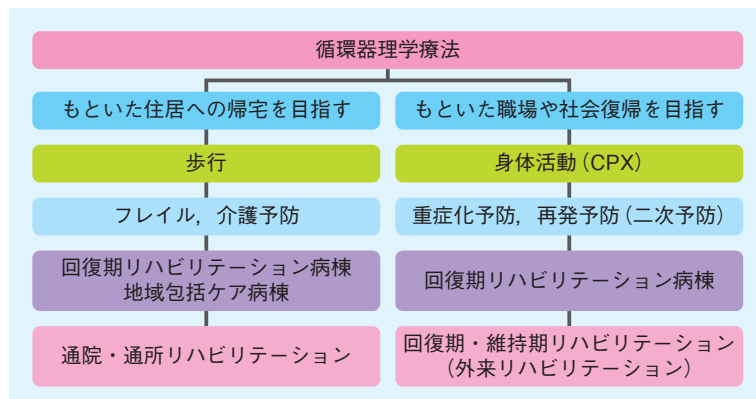 循環器理学療法
もといた住居への帰宅を目指す
歩行
フレイル，介護予防
回復期リハビリテーション病棟
地域包括ケア病棟
通院・通所リハビリテーション
もといた職場や社会復帰を目指す
身体活動（CPX）
重症化予防，再発予防（二次予防）
回復期リハビリテーション病棟
回復期・維持期リハビリテーション
（外来リハビリテーション）